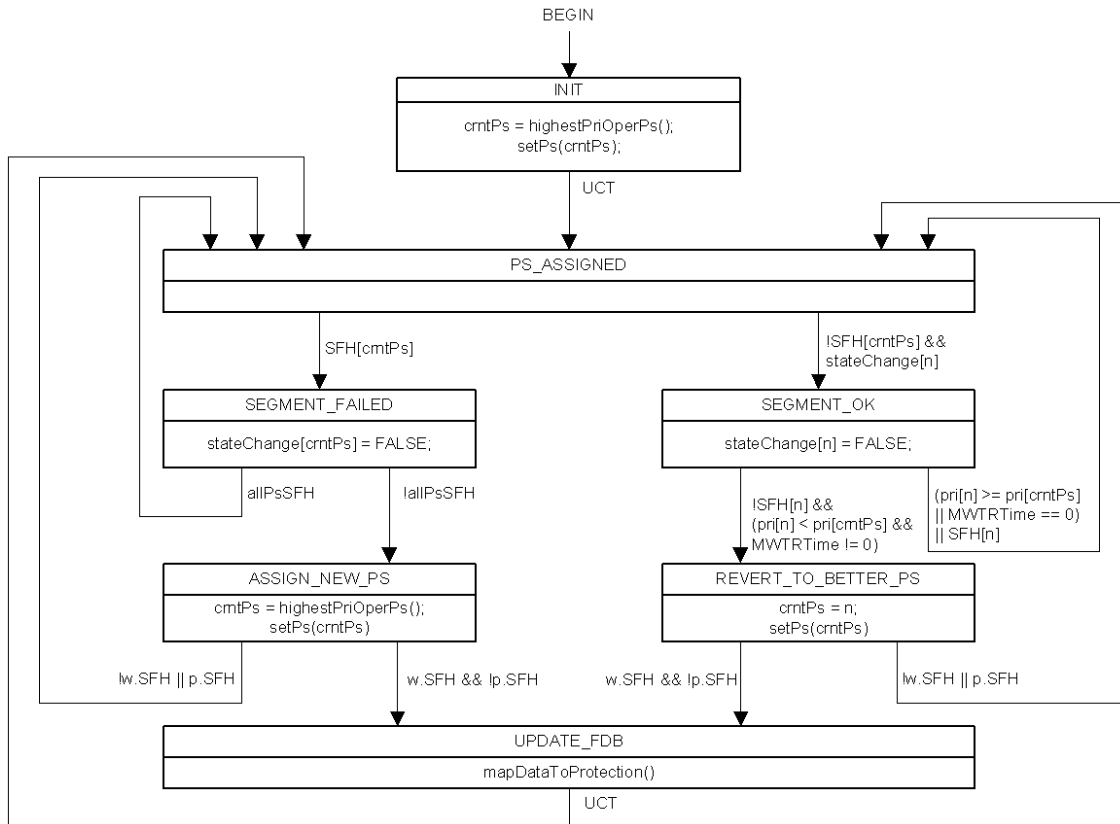 BEGIN
INIT
crntPs = highestPriOperPs();
setPs(crntPs);
UCT
PS_ASSIGNED
SFH[crntPs]
!SFH[crntPs] &&
stateChange[n]
SEGMENT_FAILED
stateChange[crntPs] = FALSE;
SEGMENT_OK
stateChange[n] = FALSE;
allPsSFH
!allPsSFH
!SFH[n] &&
(pri[n] < pri[crntPs] &&
MWTRTime != 0)
(pri[n] >= pri[crntPs]
|| MWTRTime == 0)
|| SFH[n]
ASSIGN_NEW_PS
crntPs = highestPriOperPs();
setPs(crntPs)
REVERT_TO_BETTER_PS
crntPs = n;
setPs(crntPs)
!w.SFH || p.SFH
w.SFH && !p.SFH
w.SFH && !p.SFH
!w.SFH || p.SFH
UPDATE_FDB
mapDataToProtection()
UCT